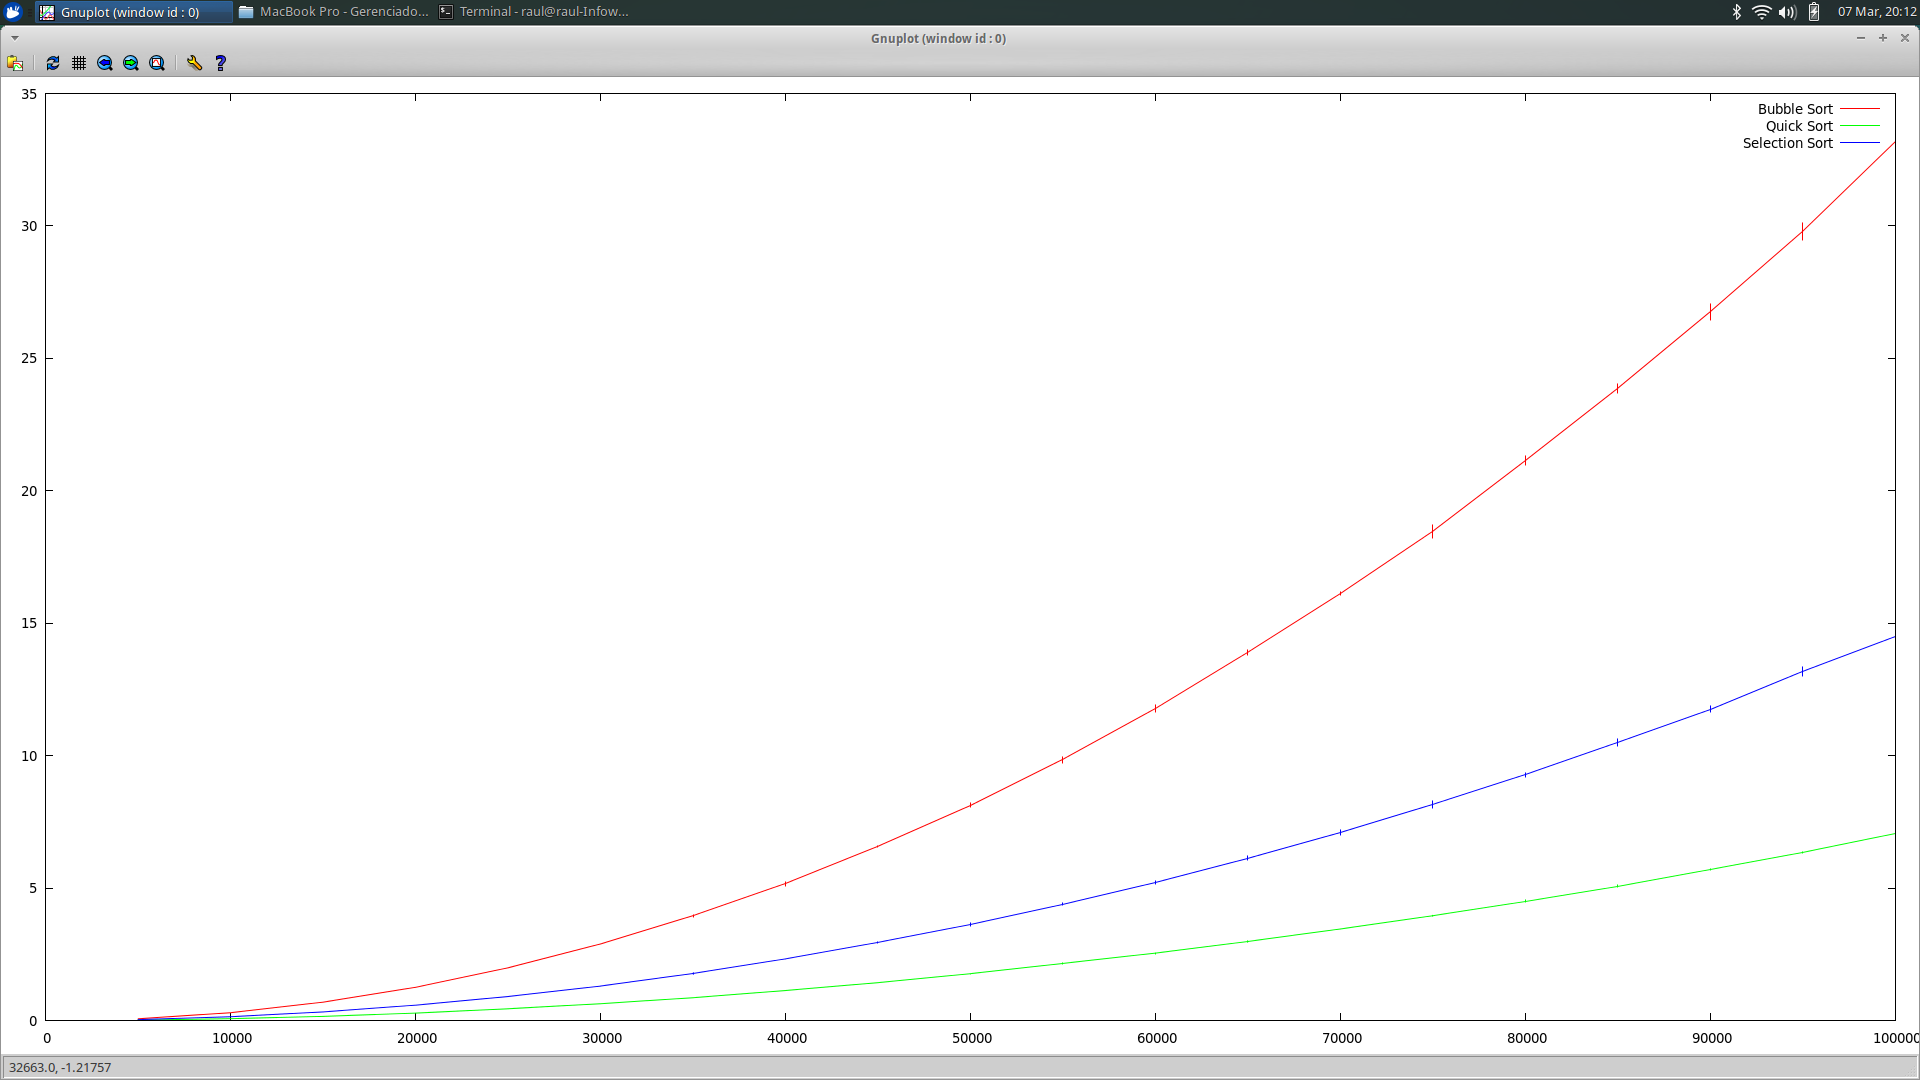 Gnuplot (window id : 0)
MacBook Pro - Gerenciado...
Terminal - raul@raul-Infow...
07 Mar, 20:12
Gnuplot (window id : 0)
35
30
25
20
15
10
5
0
Bubble Sort
Quick Sort
Selection Sort
0 10000 20000 30000 40000 50000 60000 70000 80000 90000 100000
32663.0, -1.21757